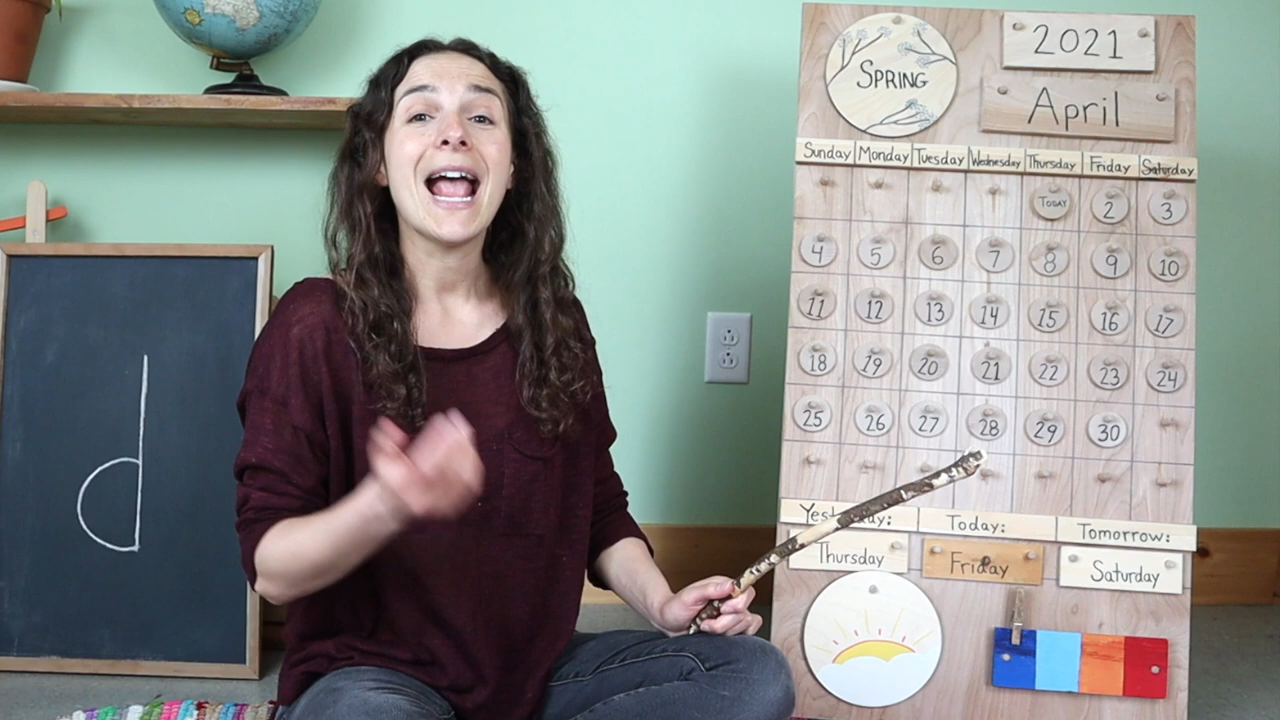 SPRING
2021
April
Sunday Monday Tuesday Wednesday Thursday Friday Saturday
TODAY 2 3
4 5 6 7 8 9 10
11 12 13 14 15 16 17
18 19 20 21 22 23 24
25 26 27 28 29 30
d
Yesterday: Today: Tomorrow:
Thursday Friday Saturday